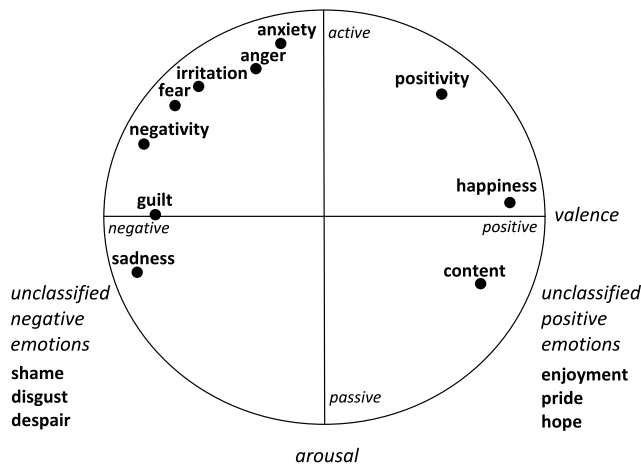 anxiety
active
anger
irritation
positivity
fear
negativity
happiness
guilt
valence
negative
positive
sadness
content
unclassified
negative
emotions
shame
disgust
despair
unclassified
positive
emotions
enjoyment
pride
hope
passive
arousal